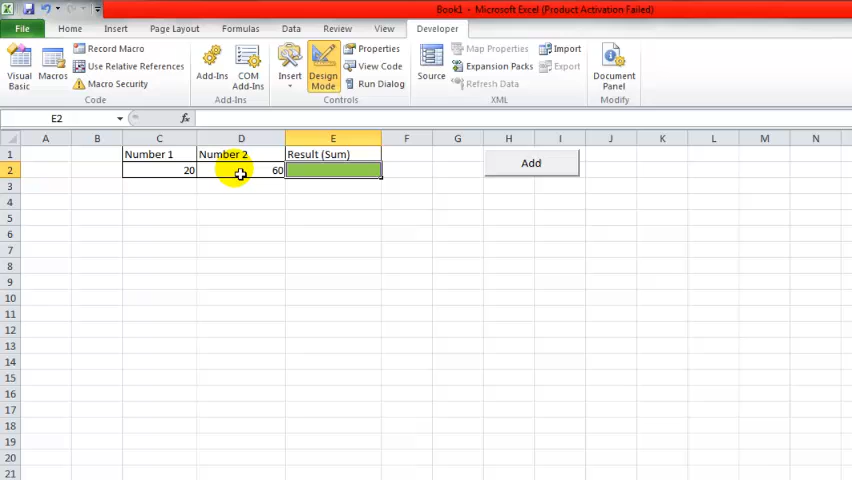 Book1 - Microsoft Excel (Product Activation Failed)
File Home Insert Page Layout Formulas Data Review View Developer
Visual Basic
Macros
Record Macro
Use Relative References
Macro Security
Code
Add-Ins
COM Add-Ins
Add-Ins
Insert
Design Mode
Properties
View Code
Run Dialog
Controls
Source
Map Properties
Expansion Packs
Refresh Data
Import
Export
XML
Document Panel
Modify
E2 fx
A B C D E F G H I J K L M N
1 Number 1 Number 2 Result (Sum) Add
2 20 60
3
4
5
6
7
8
9
10
11
12
13
14
15
16
17
18
19
20
21